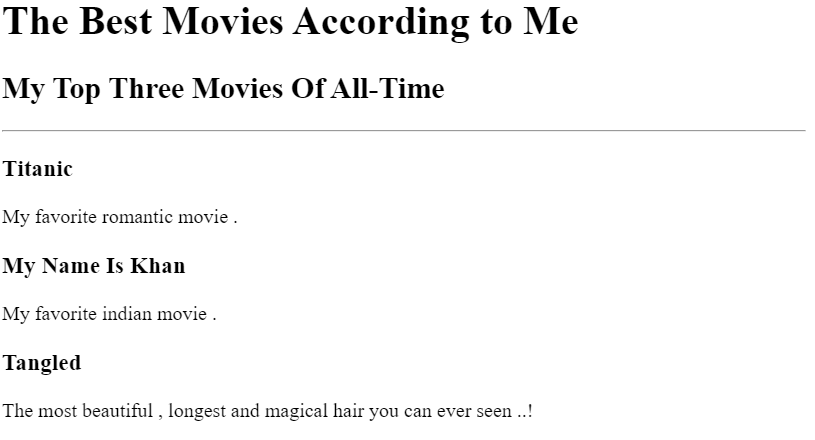 The Best Movies According to Me
My Top Three Movies Of All-Time
Titanic
My favorite romantic movie .
My Name Is Khan
My favorite indian movie .
Tangled
The most beautiful , longest and magical hair you can ever seen ..!